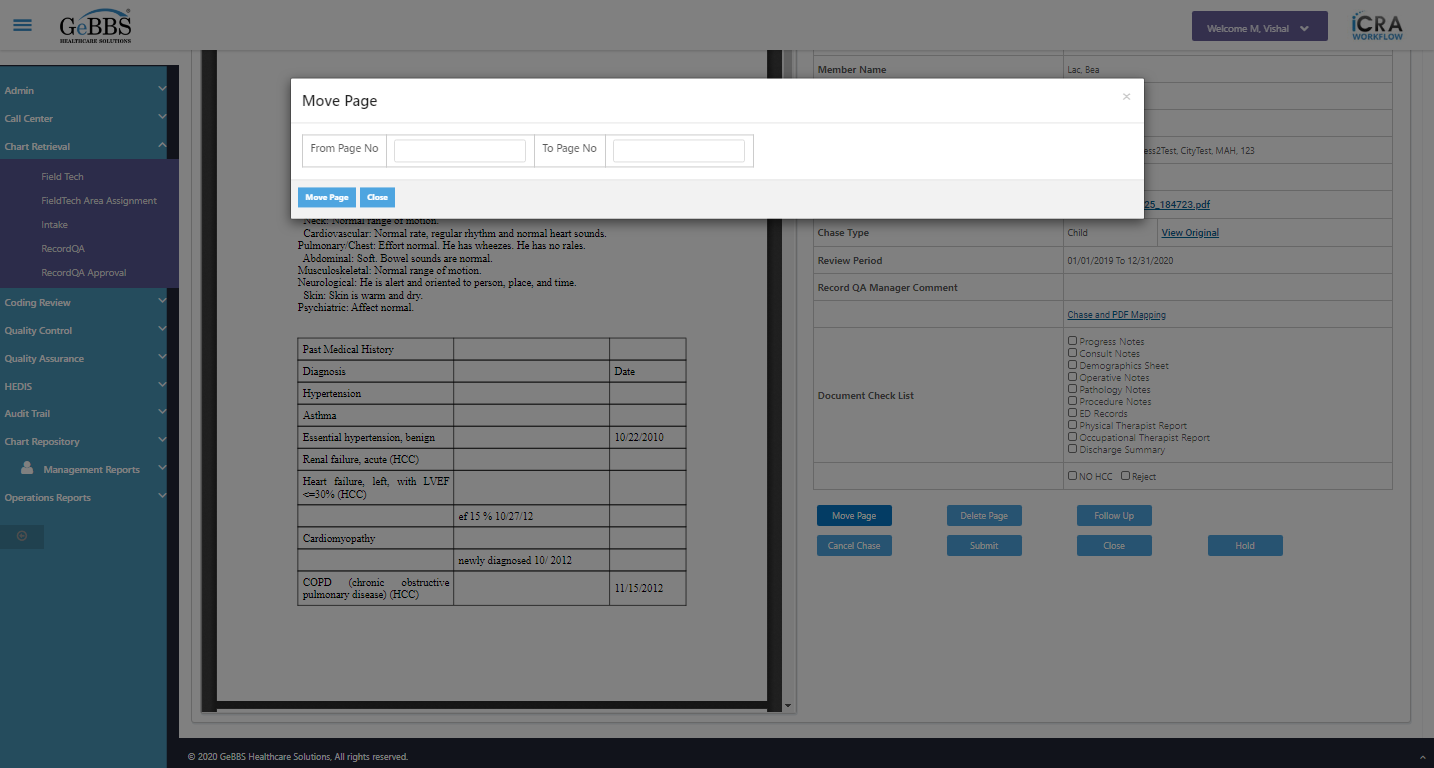 GeBBS
HEALTHCARE SOLUTIONS
Welcome M, Vishal
iCRA
WORKFLOW
Admin
Call Center
Chart Retrieval
Field Tech
FieldTech Area Assignment
Intake
RecordQA
RecordQA Approval
Coding Review
Quality Control
Quality Assurance
HEDIS
Audit Trail
Chart Repository
Management Reports
Operations Reports
Move Page
×
From Page No
To Page No
Move Page
Close
Neck: Normal range of motion.
Cardiovascular: Normal rate, regular rhythm and normal heart sounds.
Pulmonary/Chest: Effort normal. He has wheezes. He has no rales.
Abdominal: Soft. Bowel sounds are normal.
Musculoskeletal: Normal range of motion.
Neurological: He is alert and oriented to person, place, and time.
Skin: Skin is warm and dry.
Psychiatric: Affect normal.
Past Medical History
Diagnosis Date
Hypertension
Asthma
Essential hypertension, benign 10/22/2010
Renal failure, acute (HCC)
Heart failure, left, with LVEF
<=30% (HCC)
ef 15 % 10/27/12
Cardiomyopathy
newly diagnosed 10/ 2012
COPD (chronic obstructive
pulmonary disease) (HCC) 11/15/2012
Member Name Lac, Bea
ess2Test, CityTest, MAH, 123
25_184723.pdf
Chase Type Child View Original
Review Period 01/01/2019 To 12/31/2020
Record QA Manager Comment
Chase and PDF Mapping
Document Check List
Progress Notes
Consult Notes
Demographics Sheet
Operative Notes
Pathology Notes
Procedure Notes
ED Records
Physical Therapist Report
Occupational Therapist Report
Discharge Summary
NO HCC Reject
Move Page Delete Page Follow Up
Cancel Chase Submit Close Hold
© 2020 GeBBS Healthcare Solutions, All rights reserved.